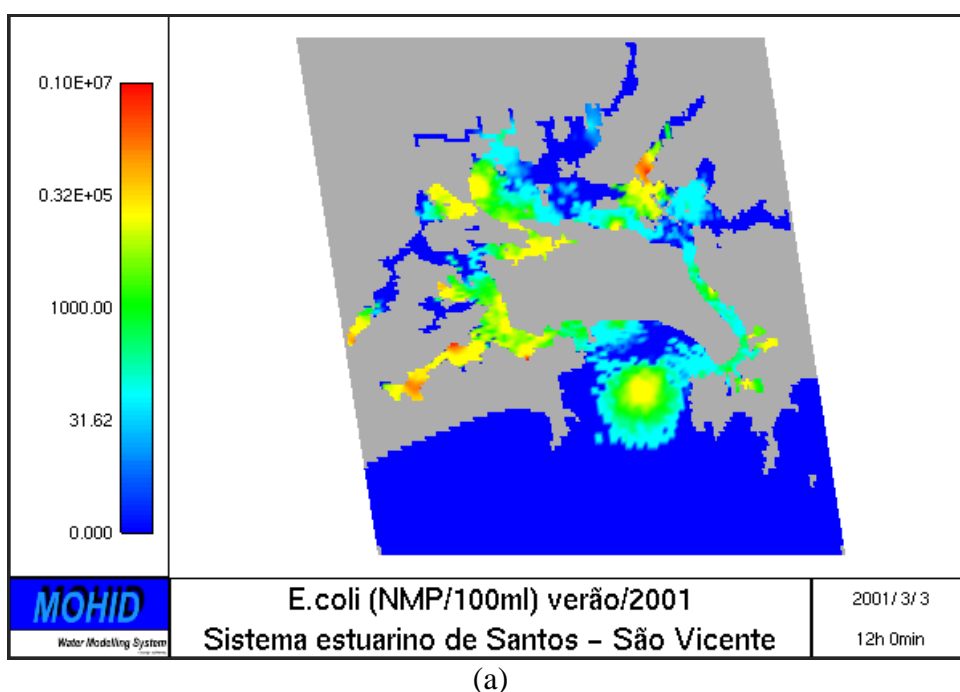 0.10E+07
0.32E+05
1000.00
31.62
0.000
MOHID
Water Modelling System
E.coli (NMP/100ml) verão/2001
Sistema estuarino de Santos – São Vicente
2001/3/3
12h 0min
(a)